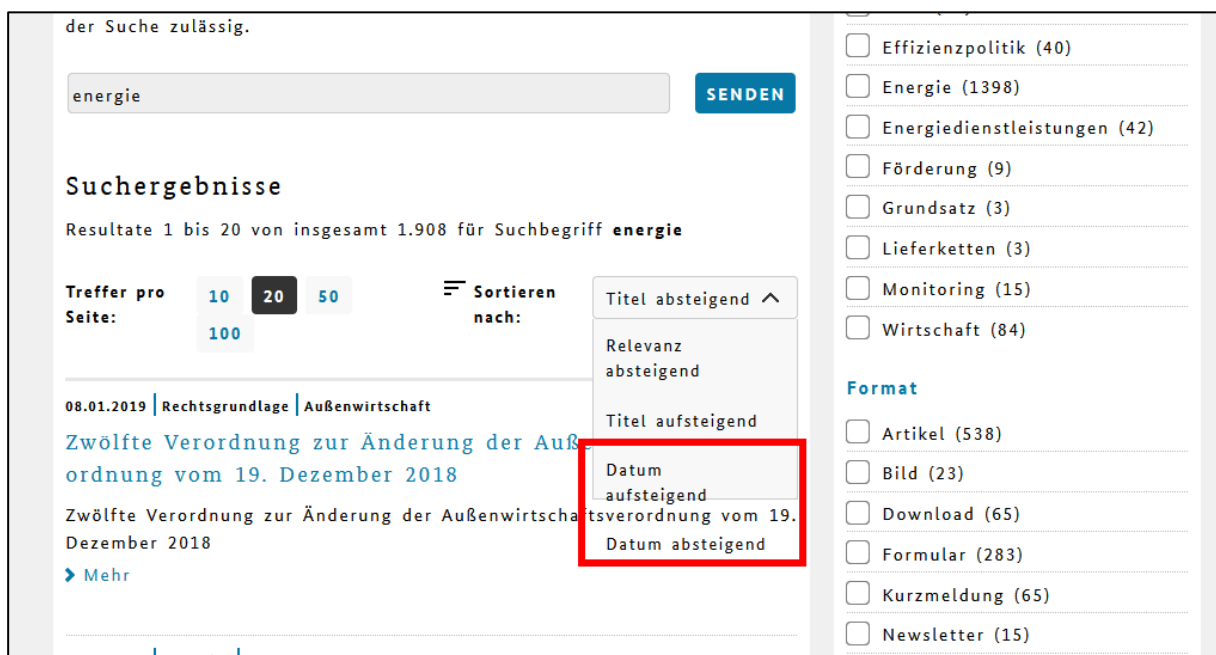 der Suche zulässig.
energie
SENDEN
Suchergebnisse
Resultate 1 bis 20 von insgesamt 1.908 für Suchbegriff energie
Treffer pro
Seite:
10 20 50
100
Sortieren
nach:
Titel absteigend
Relevanz
absteigend
Titel aufsteigend
Datum
aufsteigend
Datum absteigend
08.01.2019 Rechtsgrundlage Außenwirtschaft
Zwölfte Verordnung zur Änderung der Auße
ordnung vom 19. Dezember 2018
Zwölfte Verordnung zur Änderung der Außenwirtschaftsverordnung vom 19.
Dezember 2018
Mehr
Effizienzpolitik (40)
Energie (1398)
Energiedienstleistungen (42)
Förderung (9)
Grundsatz (3)
Lieferketten (3)
Monitoring (15)
Wirtschaft (84)
Format
Artikel (538)
Bild (23)
Download (65)
Formular (283)
Kurzmeldung (65)
Newsletter (15)